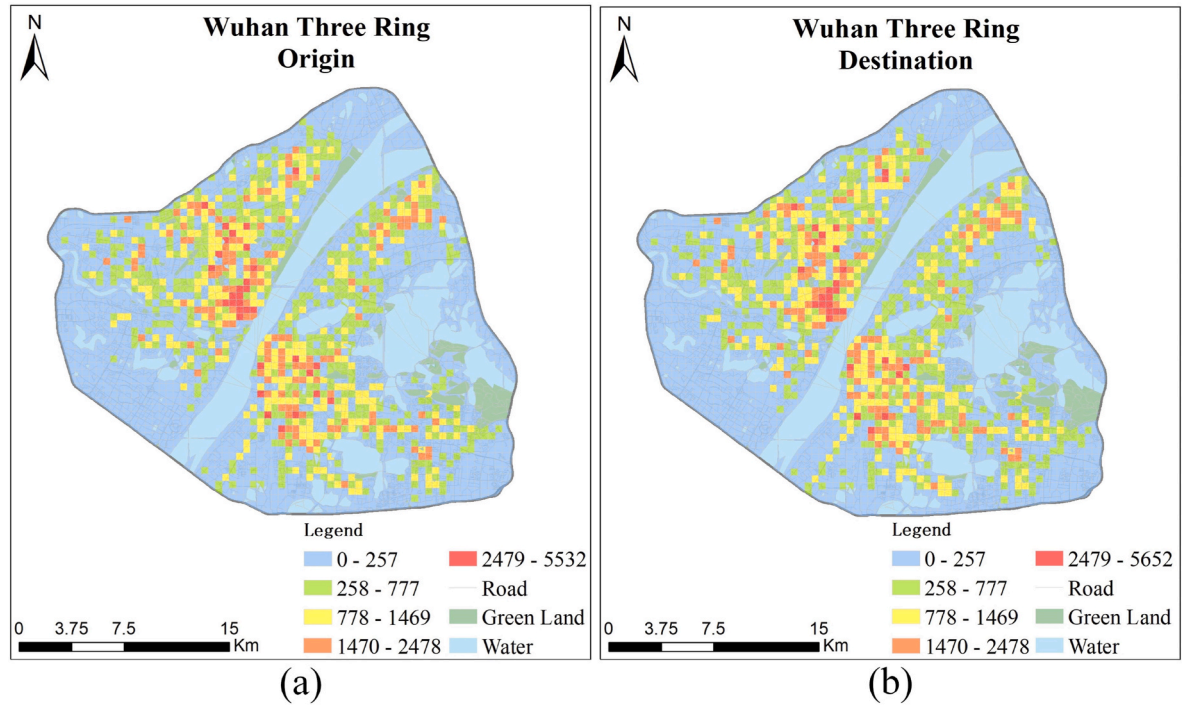 N
Wuhan Three Ring
Origin
Legend
0 - 257
258 - 777
778 - 1469
1470 - 2478
2479 - 5532
Road
Green Land
Water
0 3.75 7.5 15
Km
(a)
N
Wuhan Three Ring
Destination
Legend
0 - 257
258 - 777
778 - 1469
1470 - 2478
2479 - 5652
Road
Green Land
Water
0 3.75 7.5 15
Km
(b)